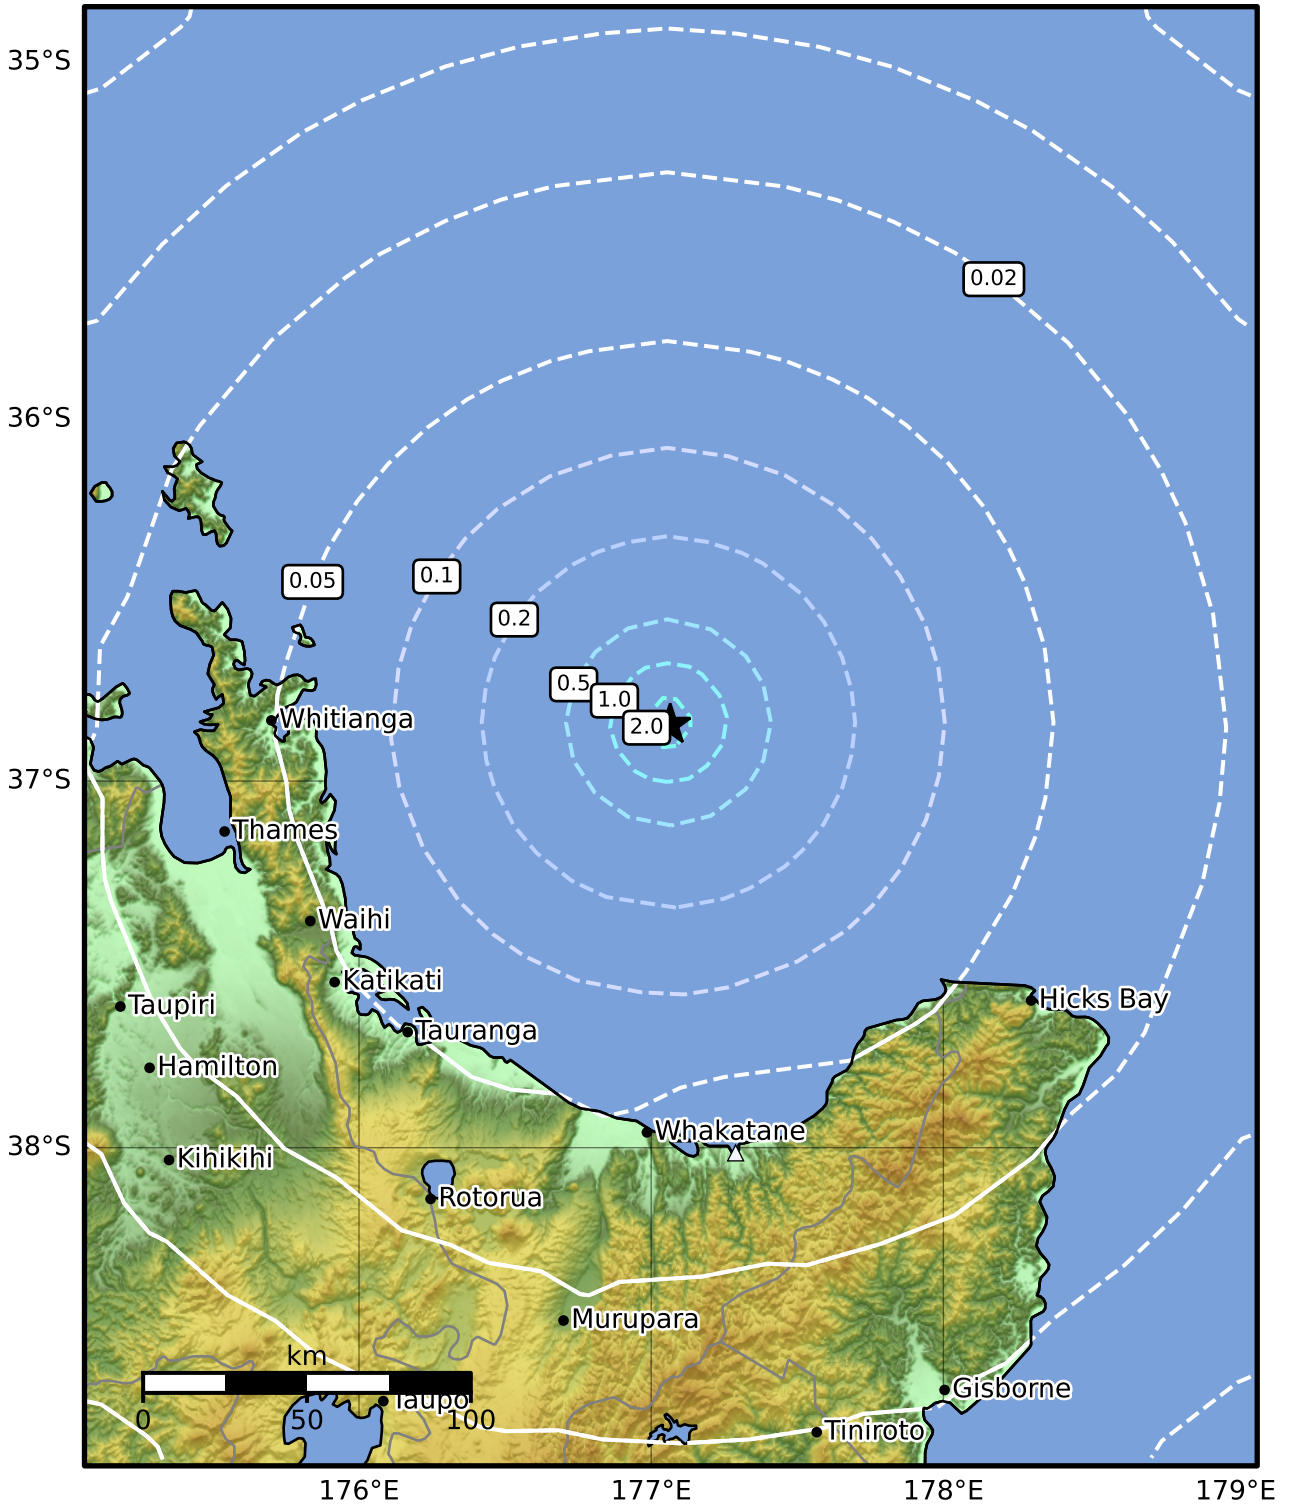 35°S
0.02
36°S
0.05
0.1
0.2
0.5
1.0
2.0
Whitianga
37°S
Thames
Waihi
Katikati
Taupiri
Hicks Bay
Tauranga
Hamilton
Whakatane
38°S
Kihikihi
Rotorua
Murupara
km
Gisborne
Taupo
0
50
100
Tiniroto
176°E
177°E
178°E
179°E